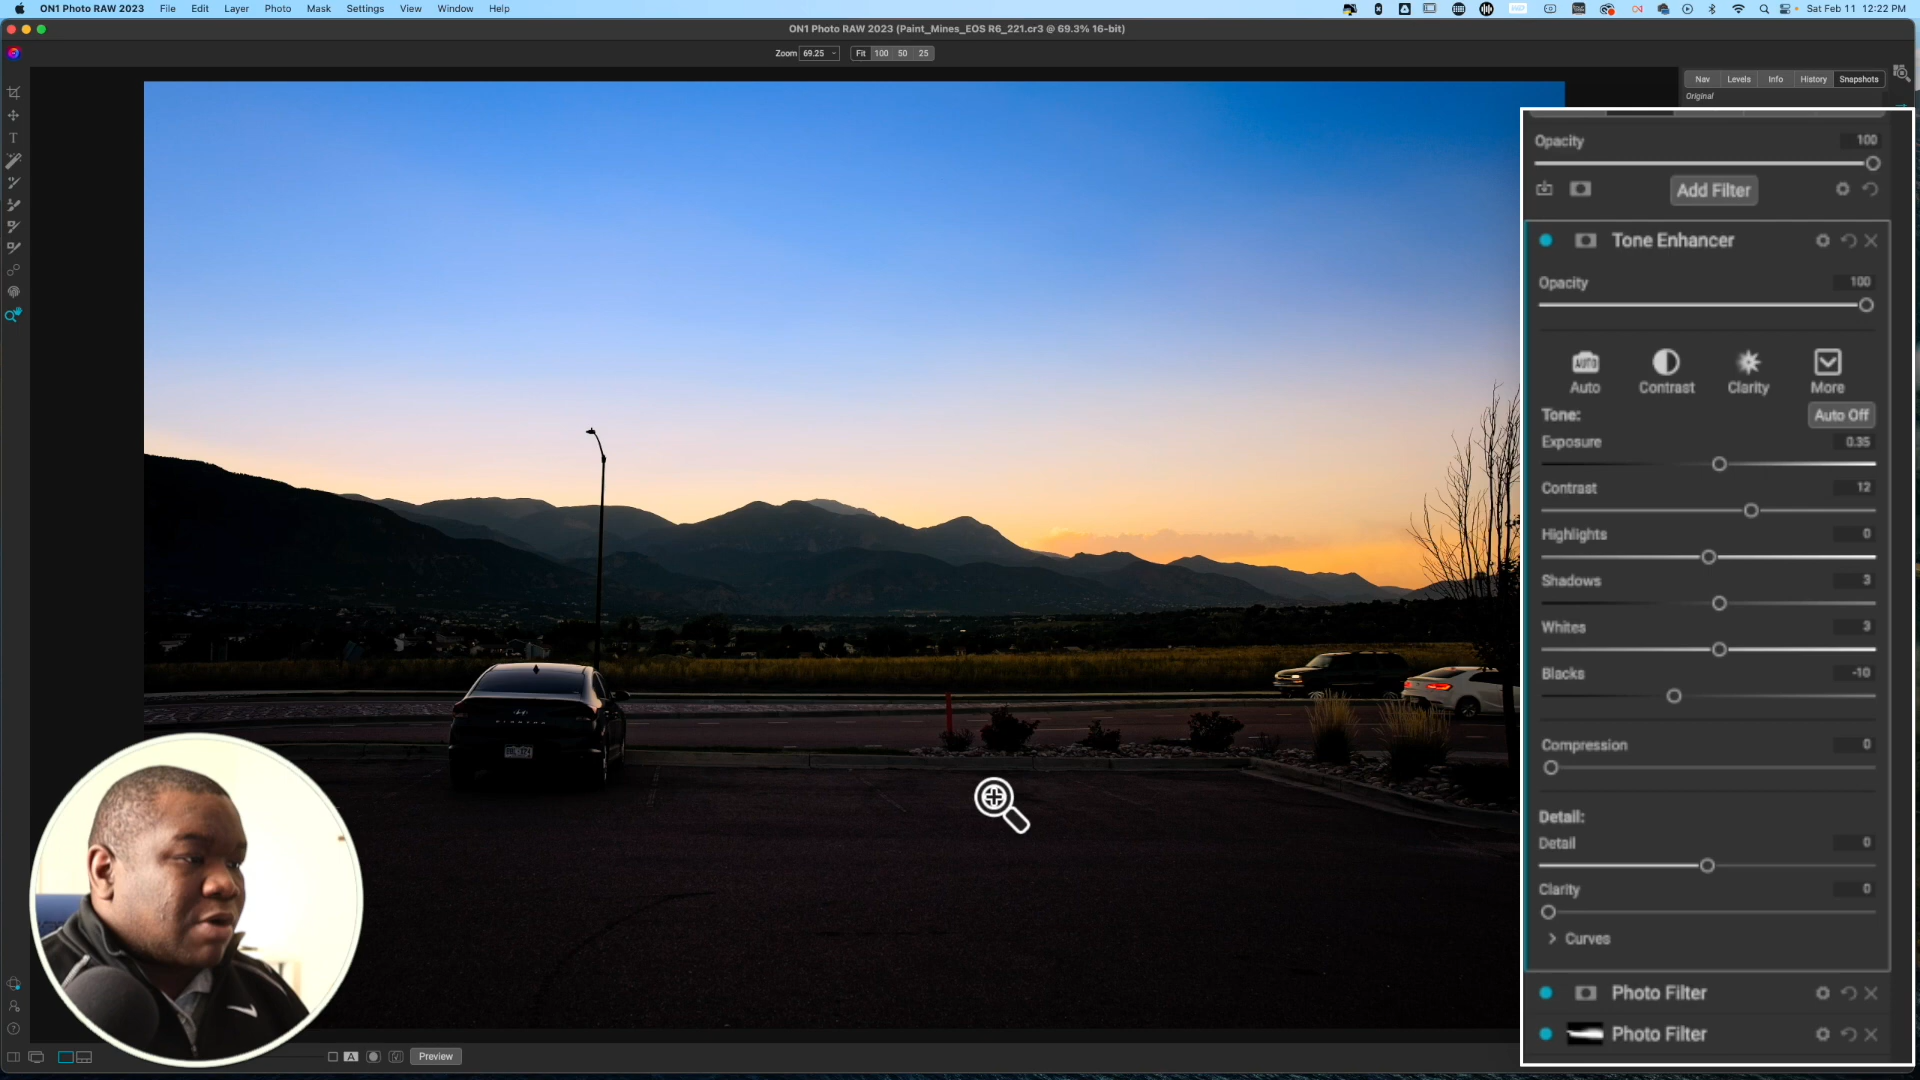 ON1 Photo RAW 2023 File Edit Layer Photo Mask Settings View Window Help Sat Feb 11 12:22 PM
ON1 Photo RAW 2023 (Paint_Mines_EOS R6_221.cr3 @ 69.3% 16-bit)
Zoom 69.25 Fit 100 50 25
Nav Levels Info History Snapshots
Original
Opacity 100
Add Filter
Tone Enhancer
Opacity 100
AUTO
Auto Contrast Clarity More
Tone: Auto Off
Exposure 0.35
Contrast 12
Highlights 0
Shadows 3
Whites 3
Blacks -10
Compression 0
Detail:
Detail 0
Clarity 0
Curves
Photo Filter
Photo Filter
A Preview